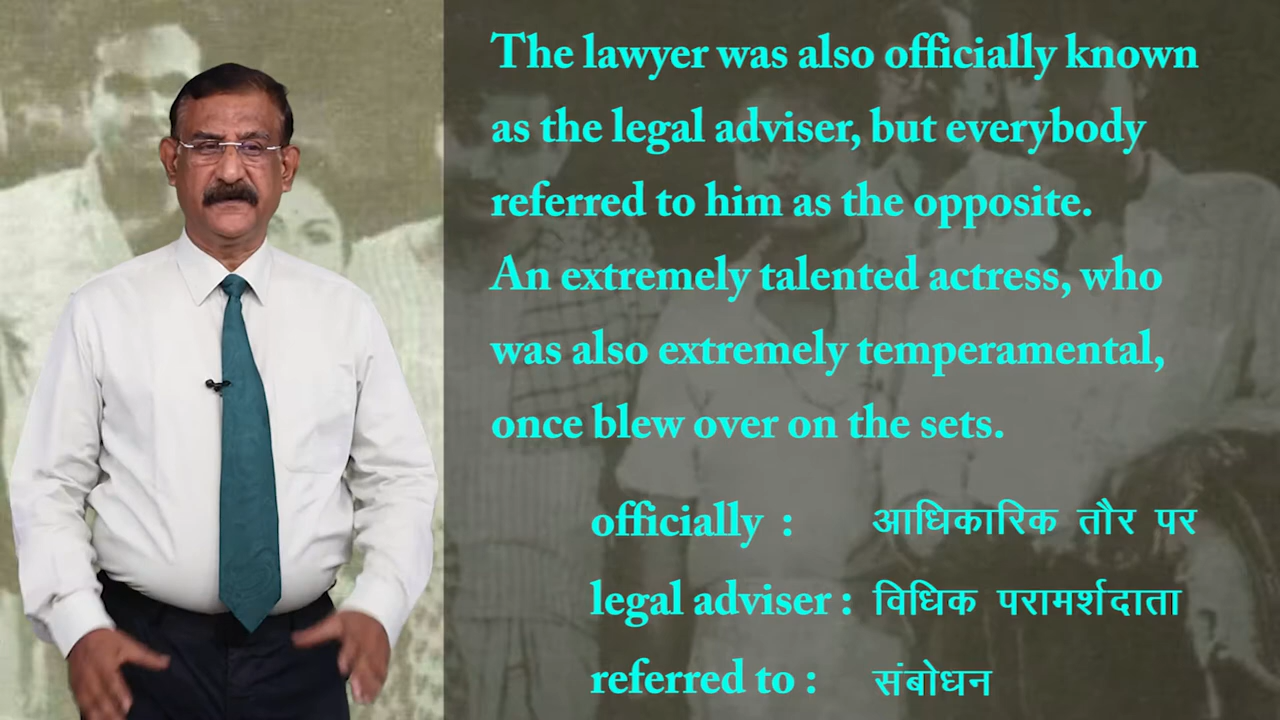 The lawyer was also officially known
as the legal adviser, but everybody
referred to him as the opposite.
An extremely talented actress, who
was also extremely temperamental,
once blew over on the sets.
officially : आधिकारिक तौर पर
legal adviser : विधिक परामर्शदाता
referred to : संबोधन